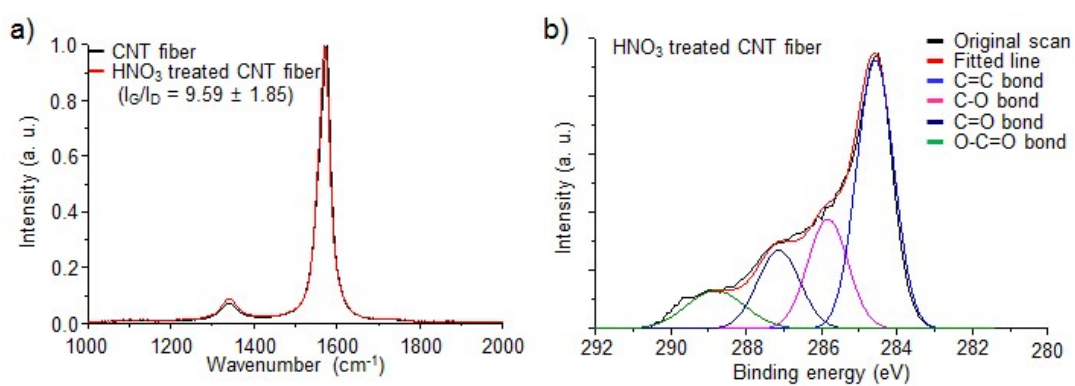 a)
Intensity (a. u.)
1.0
0.8
0.6
0.4
0.2
0.0
CNT fiber
HNO₃ treated CNT fiber
(I_G/I_D = 9.59 ± 1.85)
1000 1200 1400 1600 1800 2000
Wavenumber (cm⁻¹)
b)
HNO₃ treated CNT fiber
Original scan
Fitted line
C=C bond
C-O bond
C=O bond
O-C=O bond
Intensity (a. u.)
292 290 288 286 284 282 280
Binding energy (eV)